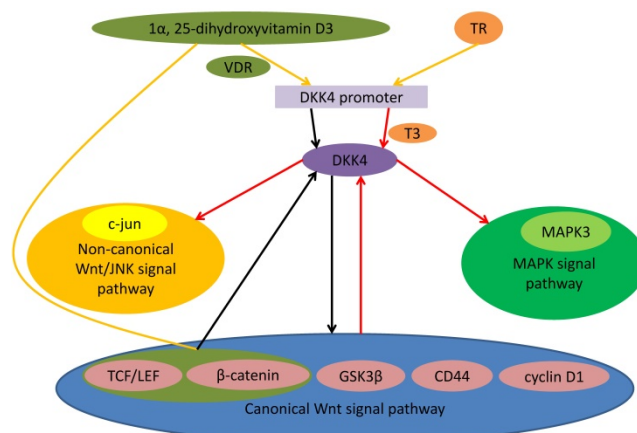 1α, 25-dihydroxyvitamin D3
TR
VDR
DKK4 promoter
T3
DKK4
c-jun
Non-canonical
Wnt/JNK signal
pathway
MAPK3
MAPK signal
pathway
TCF/LEF
β-catenin
GSK3β
CD44
cyclin D1
Canonical Wnt signal pathway